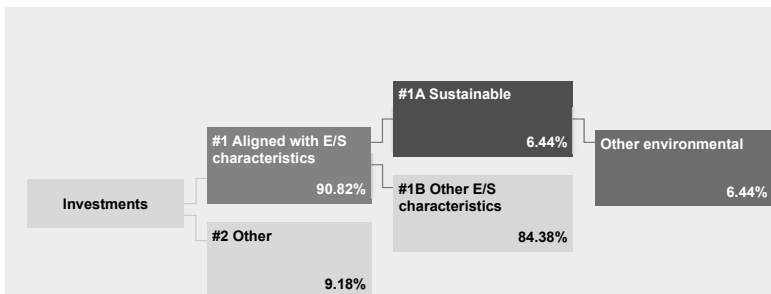 Investments
#1 Aligned with E/S
characteristics
90.82%
#2 Other
9.18%
#1A Sustainable
6.44%
#1B Other E/S
characteristics
84.38%
Other environmental
6.44%